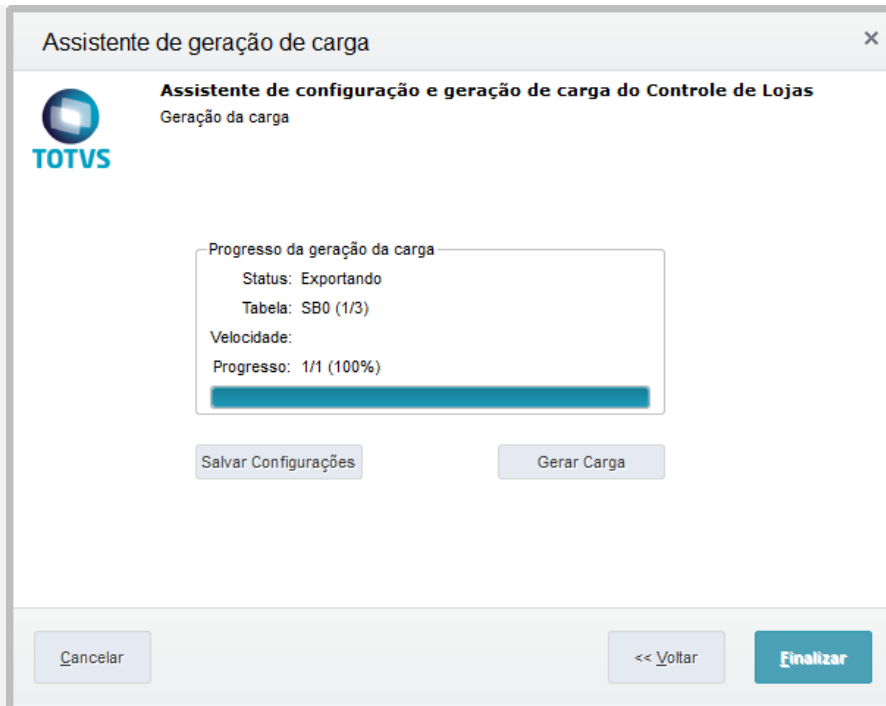 Assistente de geração de carga
Assistente de configuração e geração de carga do Controle de Lojas
Geração da carga
TOTVS
Progresso da geração da carga
Status: Exportando
Tabela: SB0 (1/3)
Velocidade:
Progresso: 1/1 (100%)
Salvar Configurações Gerar Carga
Cancelar << Voltar Finalizar